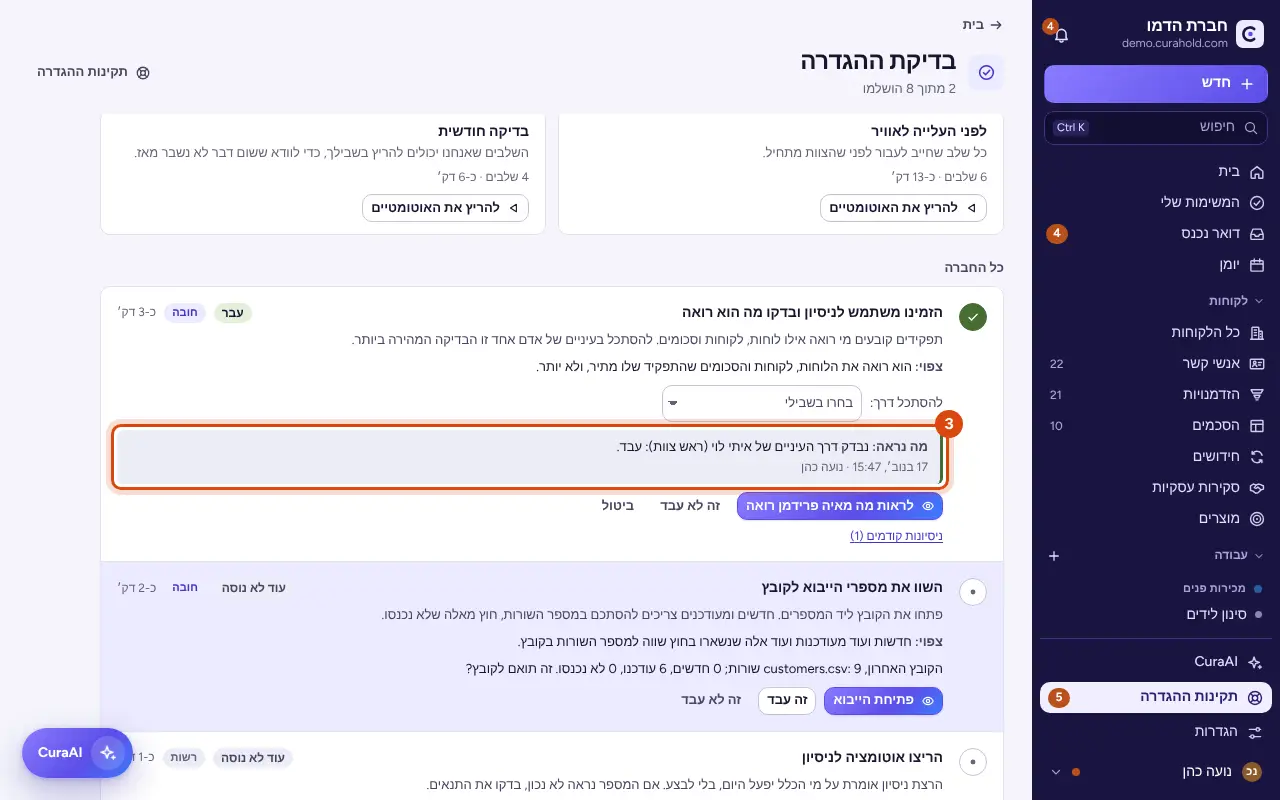 חברת הדמו
demo.curahold.com
4
חדש
חיפוש
Ctrl K
בית
המשימות שלי
דואר נכנס
4
יומן
לקוחות
כל הלקוחות
אנשי קשר
22
הזדמנויות
21
הסכמים
10
חידושים
סקירות עסקיות
מוצרים
עבודה
מכירות פנים
סינון לידים
CuraAI
תקינות ההגדרה
5
הגדרות
נכ
נועה כהן
בית
בדיקת ההגדרה
2 מתוך 8 הושלמו
תקינות ההגדרה
לפני העלייה לאוויר
כל שלב שחייב לעבור לפני שהצוות מתחיל.
6 שלבים · כ-13 דק׳
להריץ את האוטומטיים
בדיקה חודשית
השלבים שאנחנו יכולים להריץ בשבילך, כדי לוודא ששום דבר לא נשבר מאז.
4 שלבים · כ-6 דק׳
להריץ את האוטומטיים
כל החברה
הזמינו משתמש לניסיון ובדקו מה הוא רואה
עבר
חובה
כ-3 דק׳
תפקידים קובעים מי רואה אילו לוחות, לקוחות וסכומים. להסתכל בעיניים של אדם אחד זו הבדיקה המהירה ביותר.
צפוי: הוא רואה את הלוחות, לקוחות והסכומים שהתפקיד שלו מתיר, ולא יותר.
להסתכל דרך:
בחרו בשבילי
3
מה נראה: נבדק דרך העיניים של איתי לוי (ראש צוות): עבד.
17 בנוב׳, 15:47 · נועה כהן
לראות מה מאיה פרידמן רואה
זה לא עבד
ביטול
ניסיונות קודמים (1)
השוו את מספרי הייבוא לקובץ
עוד לא נוסה
חובה
כ-2 דק׳
פתחו את הקובץ ליד המספרים. חדשים ומעודכנים צריכים להסתכם במספר השורות, חוץ מאלה שלא נכנסו.
צפוי: חדשות ועוד מעודכנות ועוד אלה שנשארו בחוץ שווה למספר השורות בקובץ.
הקובץ האחרון, customers.csv: 9 שורות; 0 חדשים, 6 עודכנו, 0 לא נכנסו. זה תואם לקובץ?
פתיחת הייבוא
זה עבד
זה לא עבד
הריצו אוטומציה לניסיון
עוד לא נוסה
רשות
כ-1
הרצת ניסיון אומרת על מי הכלל יפעל היום, בלי לבצע. אם המספר נראה לא נכון, בדקו את התנאים.
CuraAI